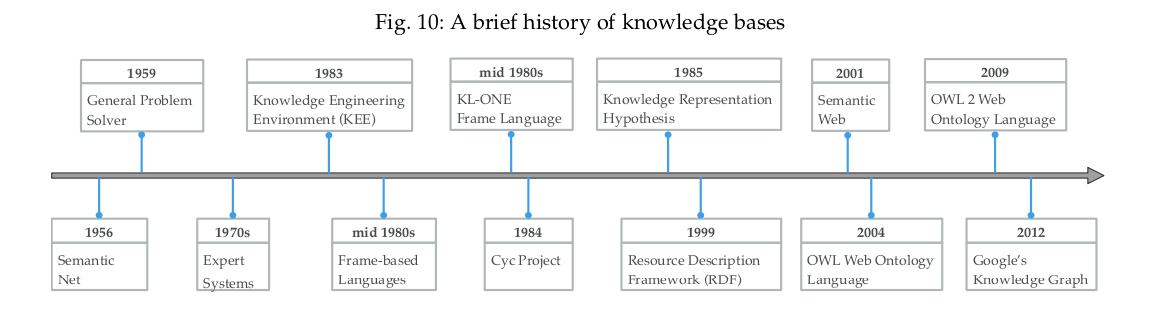 Fig. 10: A brief history of knowledge bases
1959
General Problem
Solver
1983
Knowledge Engineering
Environment (KEE)
mid 1980s
KL-ONE
Frame Language
1985
Knowledge Representation
Hypothesis
2001
Semantic
Web
2009
OWL 2 Web
Ontology Language
1956
Semantic
Net
1970s
Expert
Systems
mid 1980s
Frame-based
Languages
1984
Cyc Project
1999
Resource Description
Framework (RDF)
2004
OWL Web Ontology
Language
2012
Google’s
Knowledge Graph